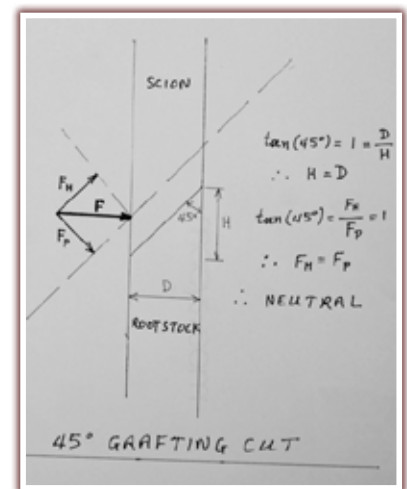 SCION
tan(45°) = 1 = D/H
∴ H = D
tan(45°) = F_H/F_P = 1
∴ F_H = F_P
∴ NEUTRAL
F_H
F
F_P
45°
H
D
ROOTSTOCK
45° GRAFTING CUT